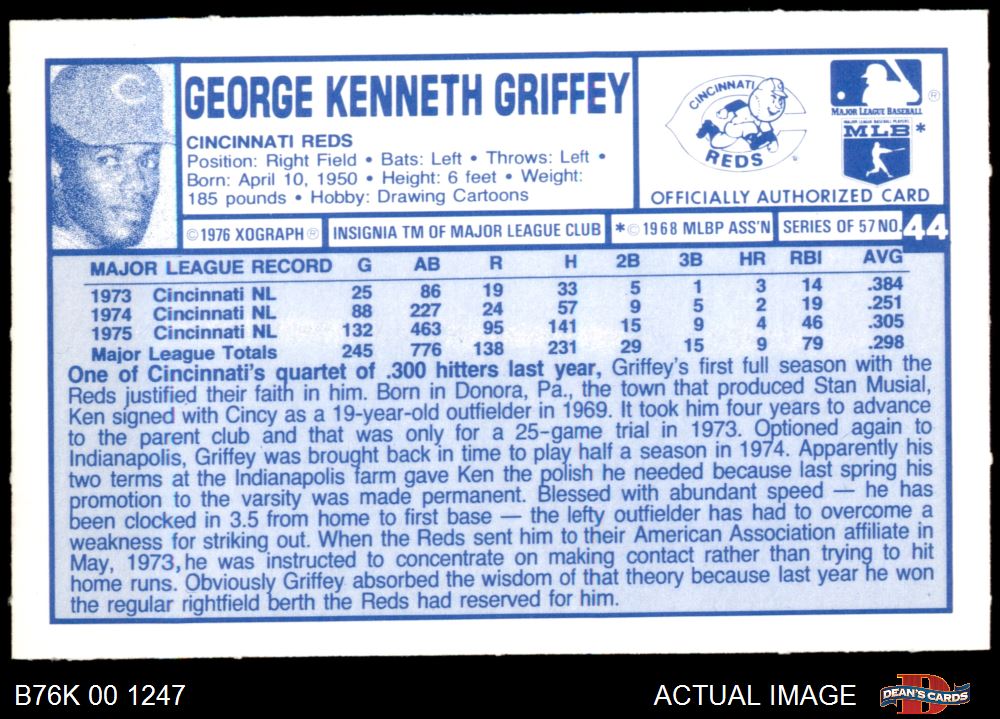 GEORGE KENNETH GRIFFEY
CINCINNATI REDS
Position: Right Field • Bats: Left • Throws: Left •
Born: April 10, 1950 • Height: 6 feet • Weight:
185 pounds • Hobby: Drawing Cartoons
C
CINCINNATI
REDS
®
MAJOR LEAGUE BASEBALL
MAJOR LEAGUE BASEBALL PLAYERS
MLB*
OFFICIALLY AUTHORIZED CARD
©1976 XOGRAPH® INSIGNIA TM OF MAJOR LEAGUE CLUB *©1968 MLBP ASS'N SERIES OF 57 NO. 44
MAJOR LEAGUE RECORD G AB R H 2B 3B HR RBI AVG
1973 Cincinnati NL 25 86 19 33 5 1 3 14 .384
1974 Cincinnati NL 88 227 24 57 9 5 2 19 .251
1975 Cincinnati NL 132 463 95 141 15 9 4 46 .305
Major League Totals 245 776 138 231 29 15 9 79 .298
One of Cincinnati's quartet of .300 hitters last year, Griffey's first full season with the
Reds justified their faith in him. Born in Donora, Pa., the town that produced Stan Musial,
Ken signed with Cincy as a 19-year-old outfielder in 1969. It took him four years to advance
to the parent club and that was only for a 25-game trial in 1973. Optioned again to
Indianapolis, Griffey was brought back in time to play half a season in 1974. Apparently his
two terms at the Indianapolis farm gave Ken the polish he needed because last spring his
promotion to the varsity was made permanent. Blessed with abundant speed — he has
been clocked in 3.5 from home to first base — the lefty outfielder has had to overcome a
weakness for striking out. When the Reds sent him to their American Association affiliate in
May, 1973, he was instructed to concentrate on making contact rather than trying to hit
home runs. Obviously Griffey absorbed the wisdom of that theory because last year he won
the regular rightfield berth the Reds had reserved for him.
B76K 00 1247
ACTUAL IMAGE
DEAN'S CARDS